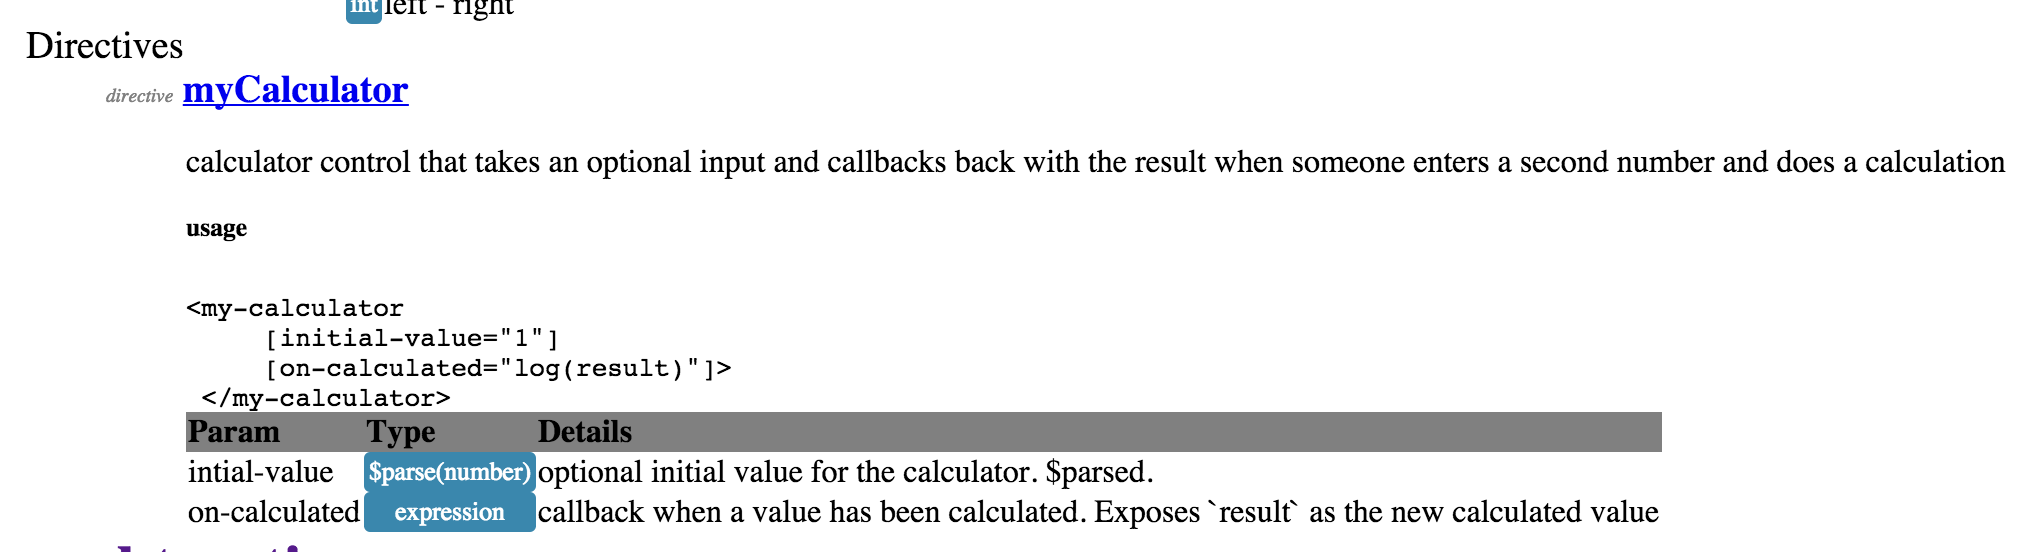 int left - right
Directives
directive myCalculator
calculator control that takes an optional input and callbacks back with the result when someone enters a second number and does a calculation
usage
<my-calculator
[initial-value="1"]
[on-calculated="log(result)"]>
</my-calculator>
Param Type Details
intial-value $parse(number) optional initial value for the calculator. $parsed.
on-calculated expression callback when a value has been calculated. Exposes `result` as the new calculated value